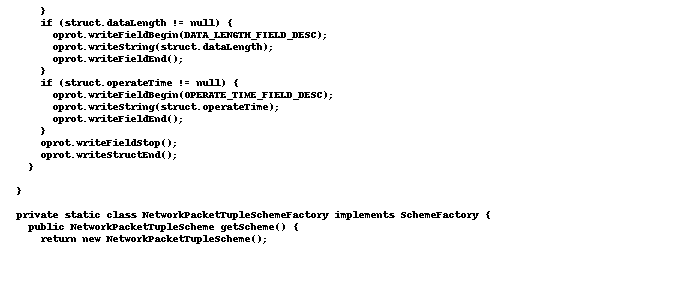 }
if (struct.dataLength != null) {
oprot.writeFieldBegin(DATA_LENGTH_FIELD_DESC);
oprot.writeString(struct.dataLength);
oprot.writeFieldEnd();
}
if (struct.operateTime != null) {
oprot.writeFieldBegin(OPERATE_TIME_FIELD_DESC);
oprot.writeString(struct.operateTime);
oprot.writeFieldEnd();
}
oprot.writeFieldStop();
oprot.writeStructEnd();
}
}
private static class NetworkPacketTupleSchemeFactory implements SchemeFactory {
public NetworkPacketTupleScheme getScheme() {
return new NetworkPacketTupleScheme();